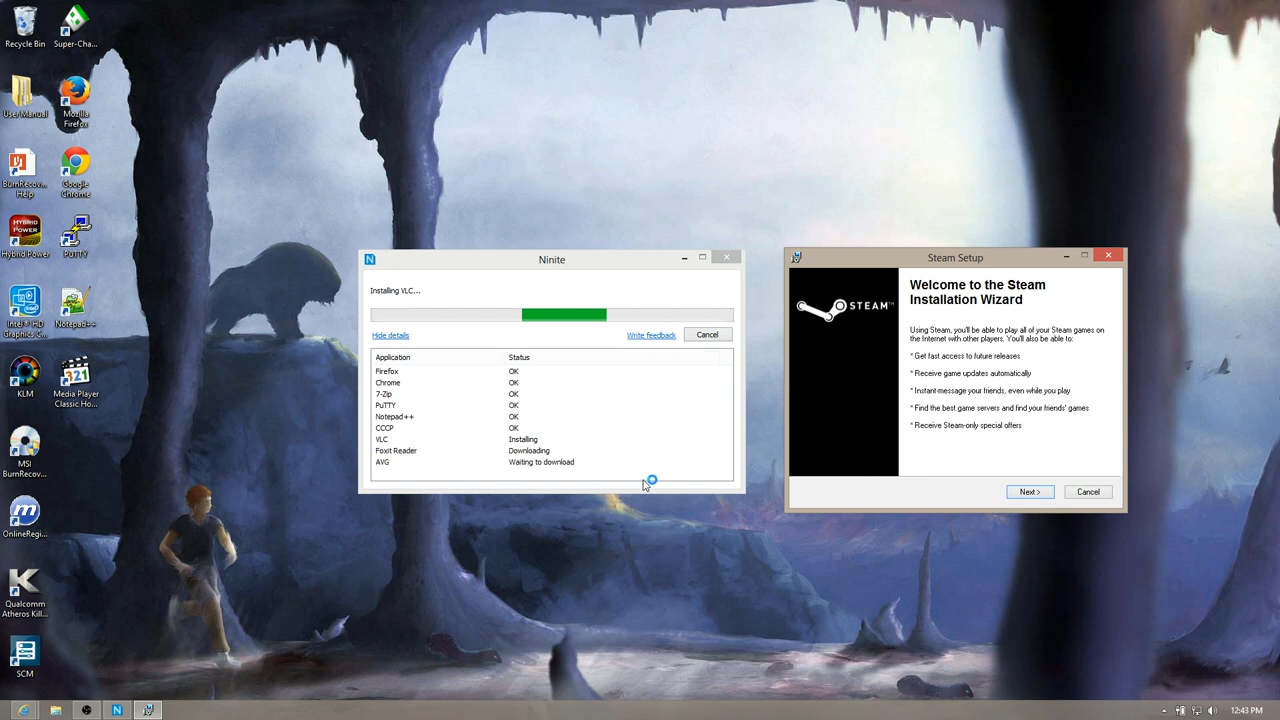 Recycle Bin
Super-Cha...
User Manual
Mozilla
Firefox
BurnRecov...
Help
Google
Chrome
HYBRID
POWER
Hybrid Power
PuTTY
Intel® HD
Graphics C...
Notepad++
KLM
321
Media Player
Classic Ho...
MSI
BurnRecov...
OnlineRegi...
Qualcomm
Atheros Kill...
SCM
Ninite
Installing VLC...
Hide details
Write feedback
Cancel
Application Status
Firefox OK
Chrome OK
7-Zip OK
PuTTY OK
Notepad++ OK
CCCP OK
VLC Installing
Foxit Reader Downloading
AVG Waiting to download
Steam Setup
STEAM™
Welcome to the Steam
Installation Wizard
Using Steam, you'll be able to play all of your Steam games on
the Internet with other players. You'll also be able to:
* Get fast access to future releases
* Receive game updates automatically
* Instant-message your friends, even while you play
* Find the best game servers and find your friends' games
* Receive Steam-only special offers
Next >
Cancel
12:43 PM